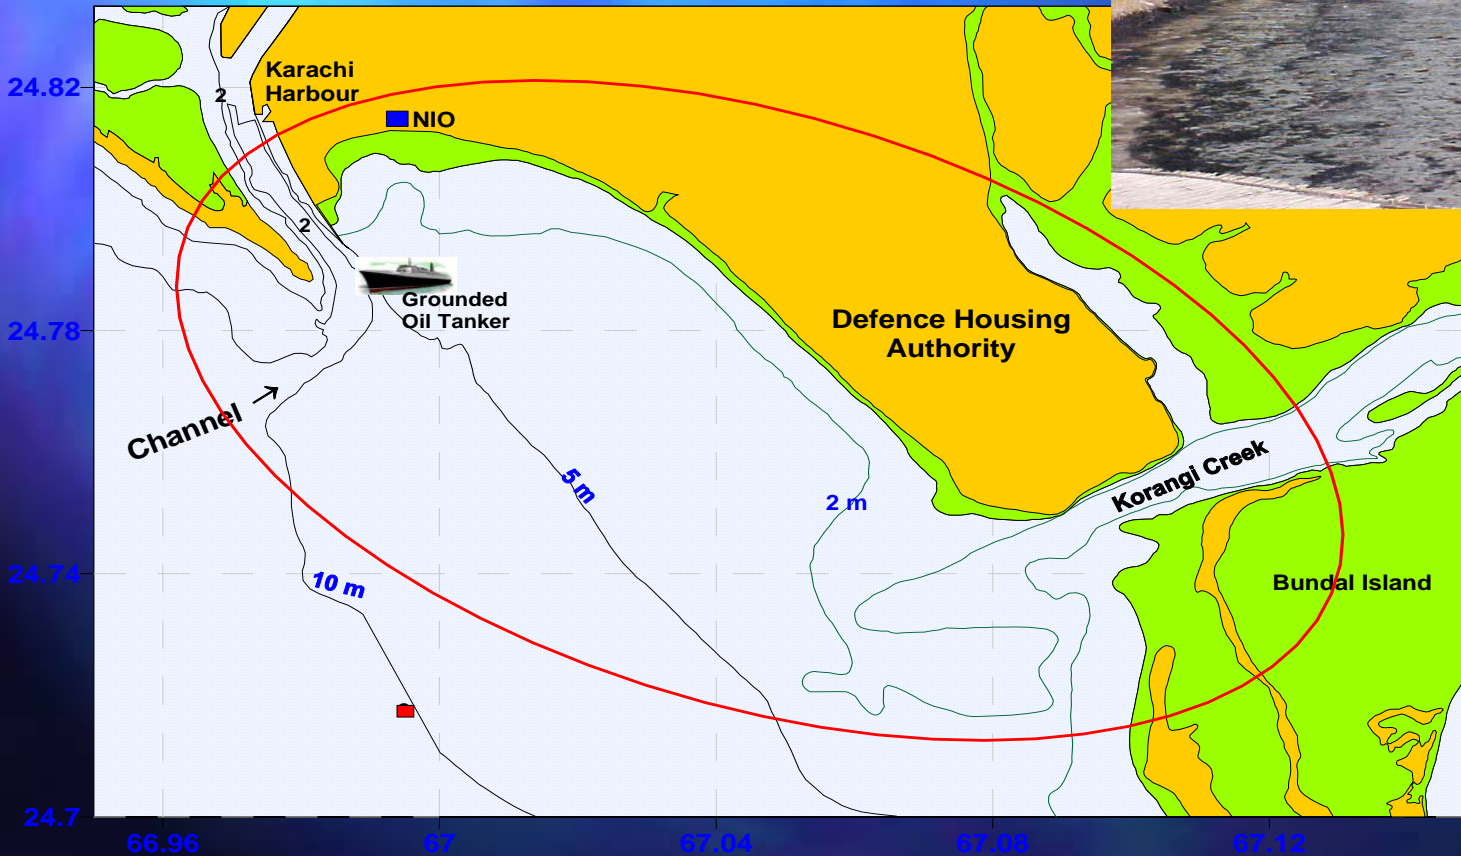 24.82
Karachi
Harbour
2
NIO
2
Grounded
Oil Tanker
24.78
Defence Housing
Authority
Channel →
Korangi Creek
5 m
2 m
24.74
10 m
Bundal Island
24.7
66.96
67
67.04
67.08
67.12